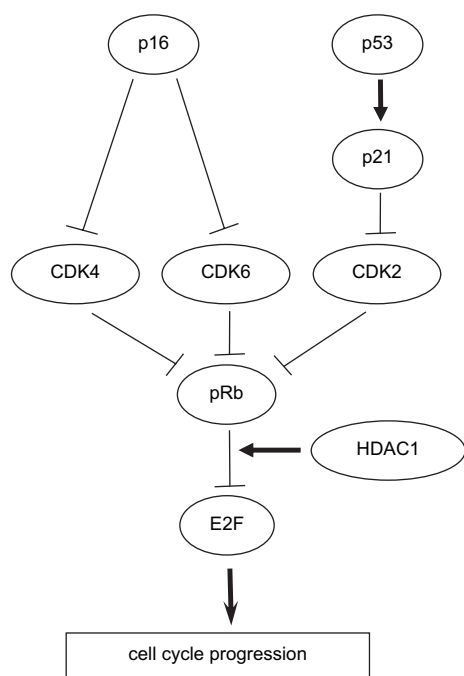 p16
p53
p21
CDK4
CDK6
CDK2
pRb
HDAC1
E2F
cell cycle progression